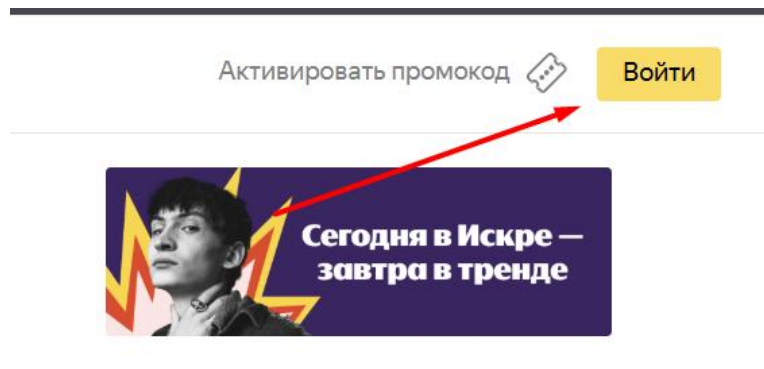 Активировать промокод
Войти
Сегодня в Искре —
завтра в тренде